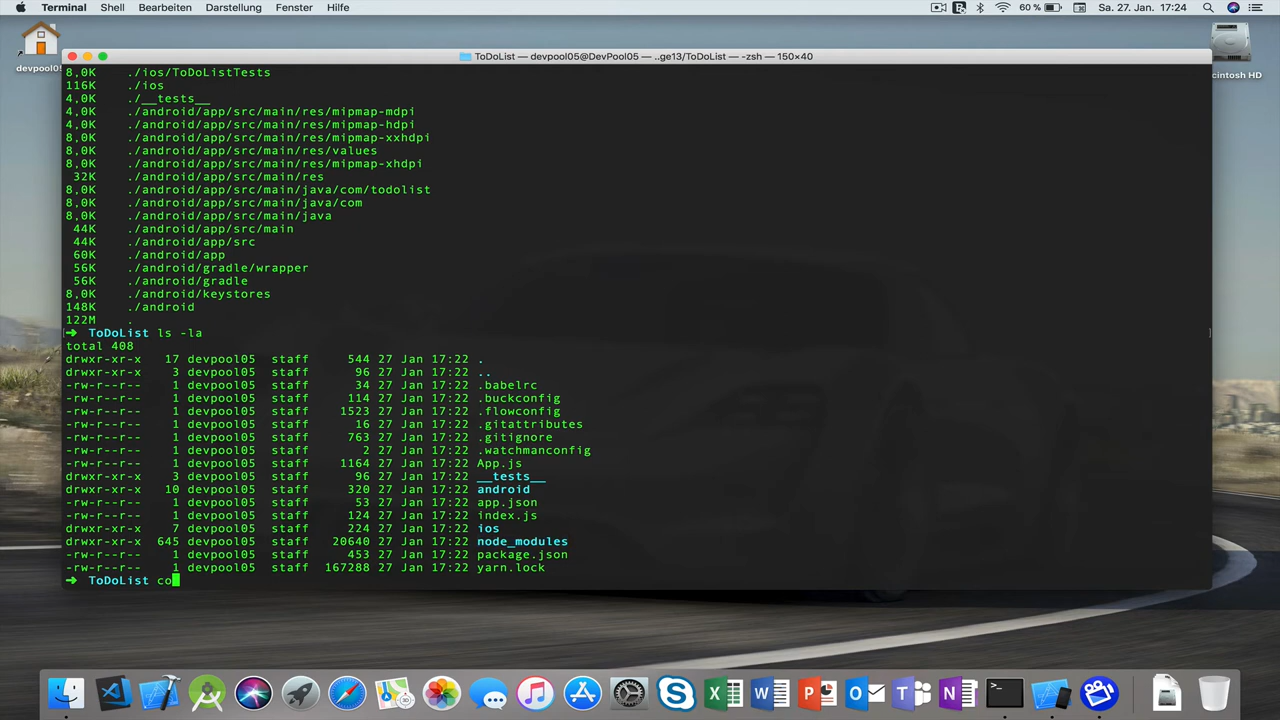 Terminal Shell Bearbeiten Darstellung Fenster Hilfe 60 % Sa. 27. Jan. 17:24
devpool05
cintosh HD
ToDoList — devpool05@DevPool05 — ..ge13/ToDoList — -zsh — 150×40
8,0K ./ios/ToDoListTests
116K ./ios
4,0K ./__tests__
4,0K ./android/app/src/main/res/mipmap-mdpi
4,0K ./android/app/src/main/res/mipmap-hdpi
8,0K ./android/app/src/main/res/mipmap-xxhdpi
8,0K ./android/app/src/main/res/values
8,0K ./android/app/src/main/res/mipmap-xhdpi
32K ./android/app/src/main/res
8,0K ./android/app/src/main/java/com/todolist
8,0K ./android/app/src/main/java/com
8,0K ./android/app/src/main/java
44K ./android/app/src/main
44K ./android/app/src
60K ./android/app
56K ./android/gradle/wrapper
56K ./android/gradle
8,0K ./android/keystores
148K ./android
122M .
➜ ToDoList ls -la
total 408
drwxr-xr-x 17 devpool05 staff 544 27 Jan 17:22 .
drwxr-xr-x 3 devpool05 staff 96 27 Jan 17:22 ..
-rw-r--r-- 1 devpool05 staff 34 27 Jan 17:22 .babelrc
-rw-r--r-- 1 devpool05 staff 114 27 Jan 17:22 .buckconfig
-rw-r--r-- 1 devpool05 staff 1523 27 Jan 17:22 .flowconfig
-rw-r--r-- 1 devpool05 staff 16 27 Jan 17:22 .gitattributes
-rw-r--r-- 1 devpool05 staff 763 27 Jan 17:22 .gitignore
-rw-r--r-- 1 devpool05 staff 2 27 Jan 17:22 .watchmanconfig
-rw-r--r-- 1 devpool05 staff 1164 27 Jan 17:22 App.js
drwxr-xr-x 3 devpool05 staff 96 27 Jan 17:22 __tests__
drwxr-xr-x 10 devpool05 staff 320 27 Jan 17:22 android
-rw-r--r-- 1 devpool05 staff 53 27 Jan 17:22 app.json
-rw-r--r-- 1 devpool05 staff 124 27 Jan 17:22 index.js
drwxr-xr-x 7 devpool05 staff 224 27 Jan 17:22 ios
drwxr-xr-x 645 devpool05 staff 20640 27 Jan 17:22 node_modules
-rw-r--r-- 1 devpool05 staff 453 27 Jan 17:22 package.json
-rw-r--r-- 1 devpool05 staff 167288 27 Jan 17:22 yarn.lock
➜ ToDoList co